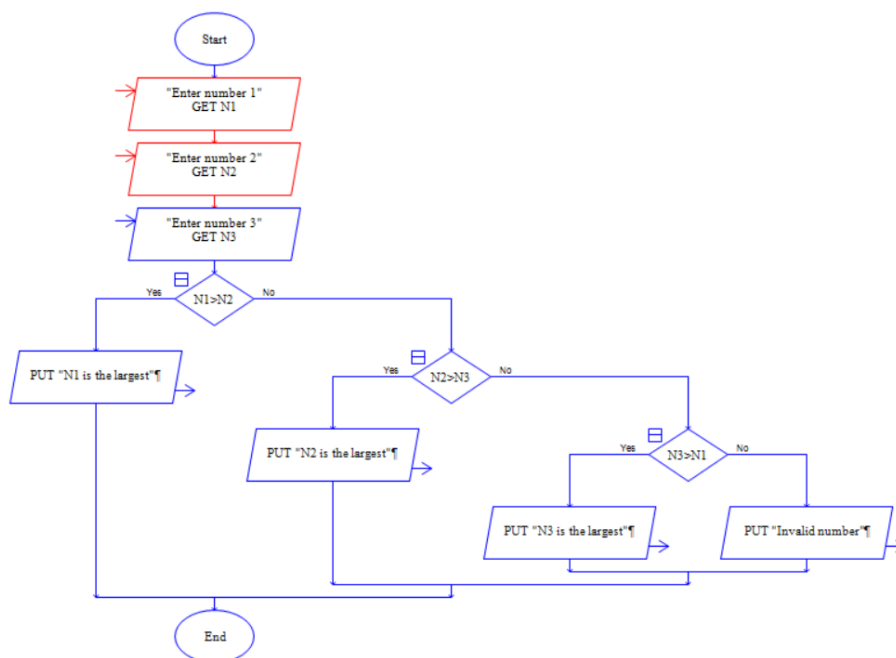 Start
"Enter number 1"
GET N1
"Enter number 2"
GET N2
"Enter number 3"
GET N3
Yes
N1>N2
No
PUT "N1 is the largest"¶
Yes
N2>N3
No
PUT "N2 is the largest"¶
Yes
N3>N1
No
PUT "N3 is the largest"¶
PUT "Invalid number"¶
End